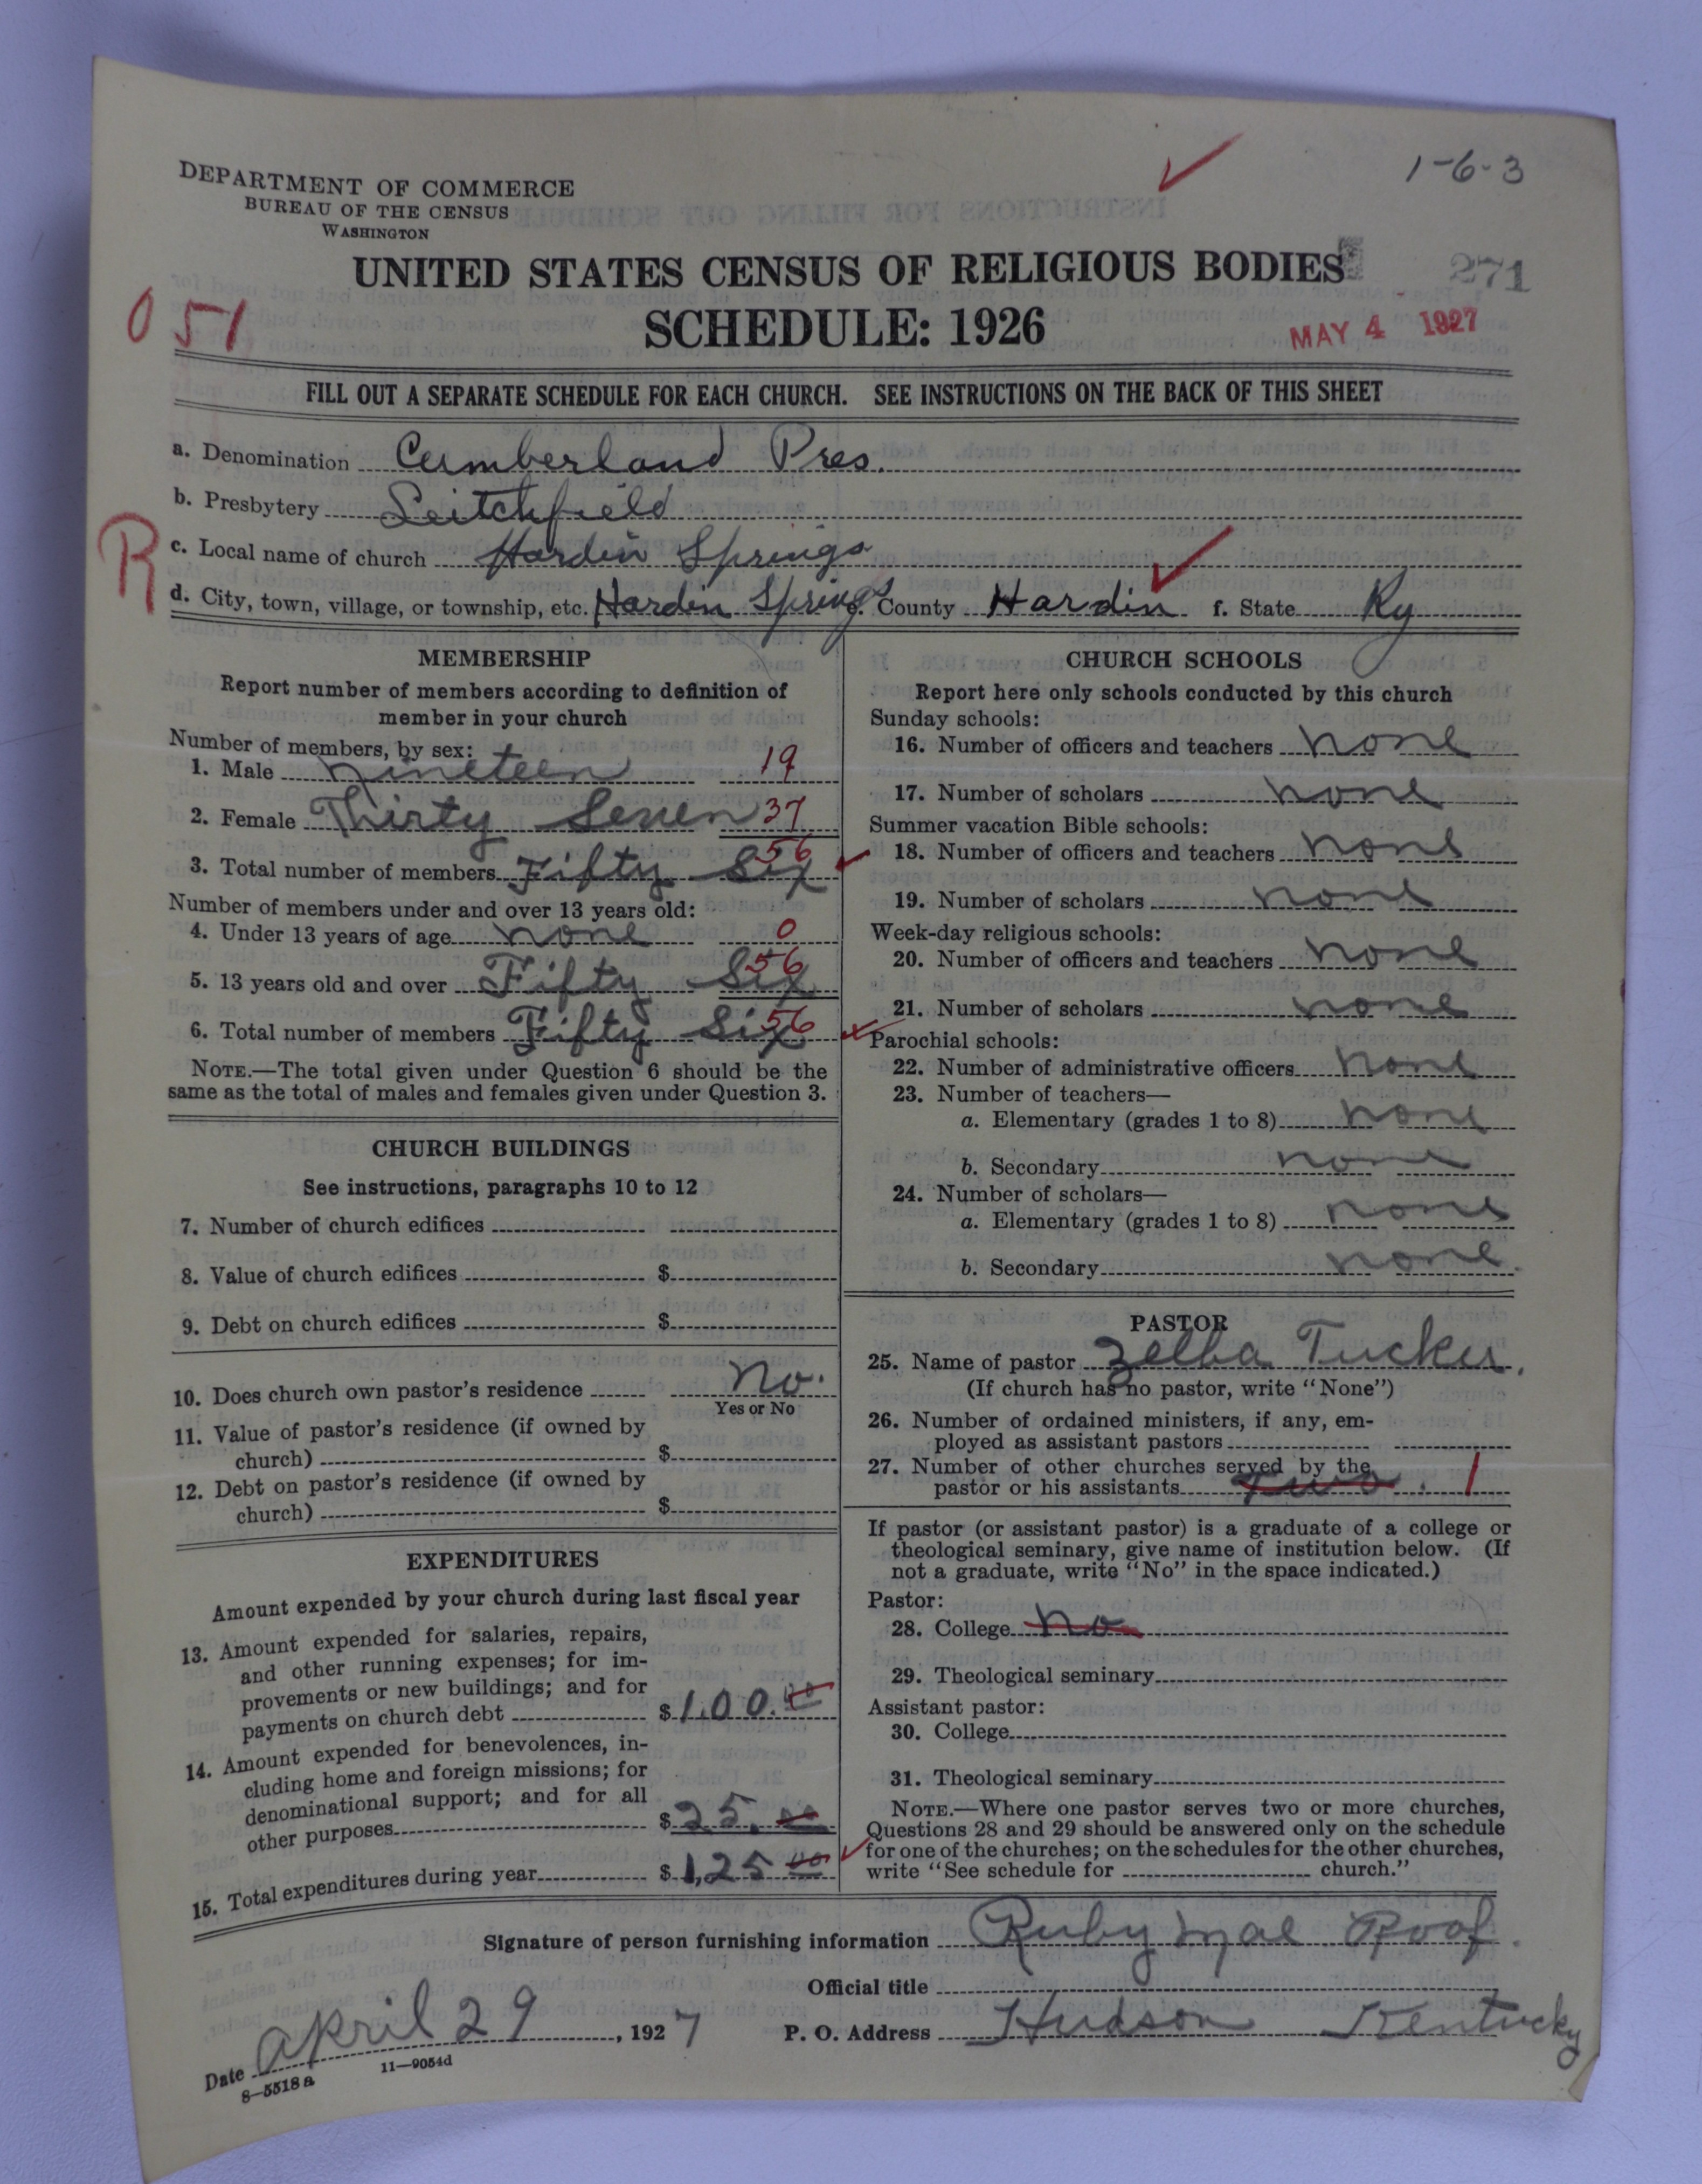 1-6-3
DEPARTMENT OF COMMERCE
BUREAU OF THE CENSUS
WASHINGTON
UNITED STATES CENSUS OF RELIGIOUS BODIES
271
051
SCHEDULE: 1926
MAY 4 1927
FILL OUT A SEPARATE SCHEDULE FOR EACH CHURCH. SEE INSTRUCTIONS ON THE BACK OF THIS SHEET
a. Denomination Cumberland Pres.
b. Presbytery Leitchfield
R
c. Local name of church Hardin Springs
d. City, town, village, or township, etc. Hardin Springs e. County Hardin f. State Ky
MEMBERSHIP
Report number of members according to definition of
member in your church
Number of members, by sex:
1. Male nineteen 19
2. Female Thirty Seven 37
3. Total number of members Fifty Six 56
Number of members under and over 13 years old:
4. Under 13 years of age none 0
5. 13 years old and over Fifty Six 56
6. Total number of members Fifty Six 56
NOTE.—The total given under Question 6 should be the
same as the total of males and females given under Question 3.
CHURCH BUILDINGS
See instructions, paragraphs 10 to 12
7. Number of church edifices
8. Value of church edifices $
9. Debt on church edifices $
10. Does church own pastor's residence No.
Yes or No
11. Value of pastor's residence (if owned by
church) $
12. Debt on pastor's residence (if owned by
church) $
EXPENDITURES
Amount expended by your church during last fiscal year
13. Amount expended for salaries, repairs,
and other running expenses; for im-
provements or new buildings; and for
payments on church debt $100.00
14. Amount expended for benevolences, in-
cluding home and foreign missions; for
denominational support; and for all
other purposes $25.00
15. Total expenditures during year $125 00
CHURCH SCHOOLS
Report here only schools conducted by this church
Sunday schools:
16. Number of officers and teachers none
17. Number of scholars none
Summer vacation Bible schools:
18. Number of officers and teachers none
19. Number of scholars none
Week-day religious schools:
20. Number of officers and teachers none
21. Number of scholars none
Parochial schools:
22. Number of administrative officers none
23. Number of teachers—
a. Elementary (grades 1 to 8) none
b. Secondary none
24. Number of scholars—
a. Elementary (grades 1 to 8) none
b. Secondary none.
PASTOR
25. Name of pastor Zelba Tucker.
(If church has no pastor, write "None")
26. Number of ordained ministers, if any, em-
ployed as assistant pastors
27. Number of other churches served by the
pastor or his assistants two. 1
If pastor (or assistant pastor) is a graduate of a college or
theological seminary, give name of institution below. (If
not a graduate, write "No" in the space indicated.)
Pastor:
28. College no
29. Theological seminary
Assistant pastor:
30. College
31. Theological seminary
NOTE.—Where one pastor serves two or more churches,
Questions 28 and 29 should be answered only on the schedule
for one of the churches; on the schedules for the other churches,
write "See schedule for church."
Signature of person furnishing information Ruby Mae Roof.
Official title
Date April 29, 1927 P. O. Address Hudson Kentucky
8—5518a 11—9054d